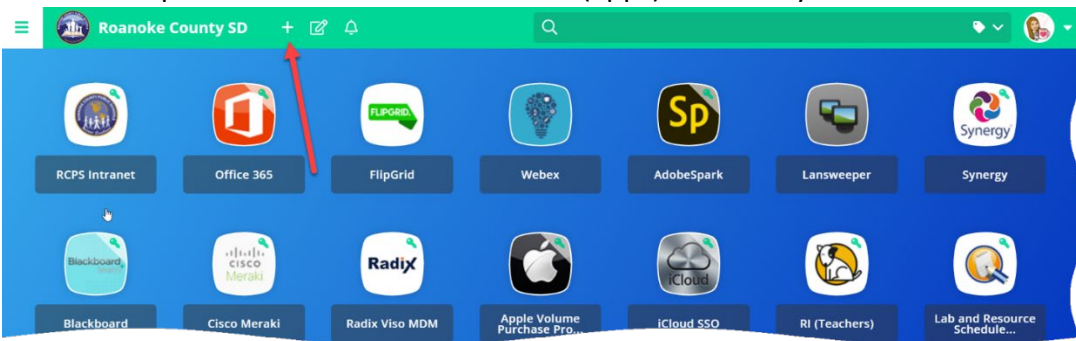 Roanoke County SD
FLIPGRID.
Sp
Synergy
RCPS Intranet
Office 365
FlipGrid
Webex
AdobeSpark
Lansweeper
Synergy
Blackboard
CISCO
Meraki
Radix
iCloud
Blackboard
Cisco Meraki
Radix Viso MDM
Apple Volume
Purchase Pro...
iCloud SSO
RI (Teachers)
Lab and Resource
Schedule...